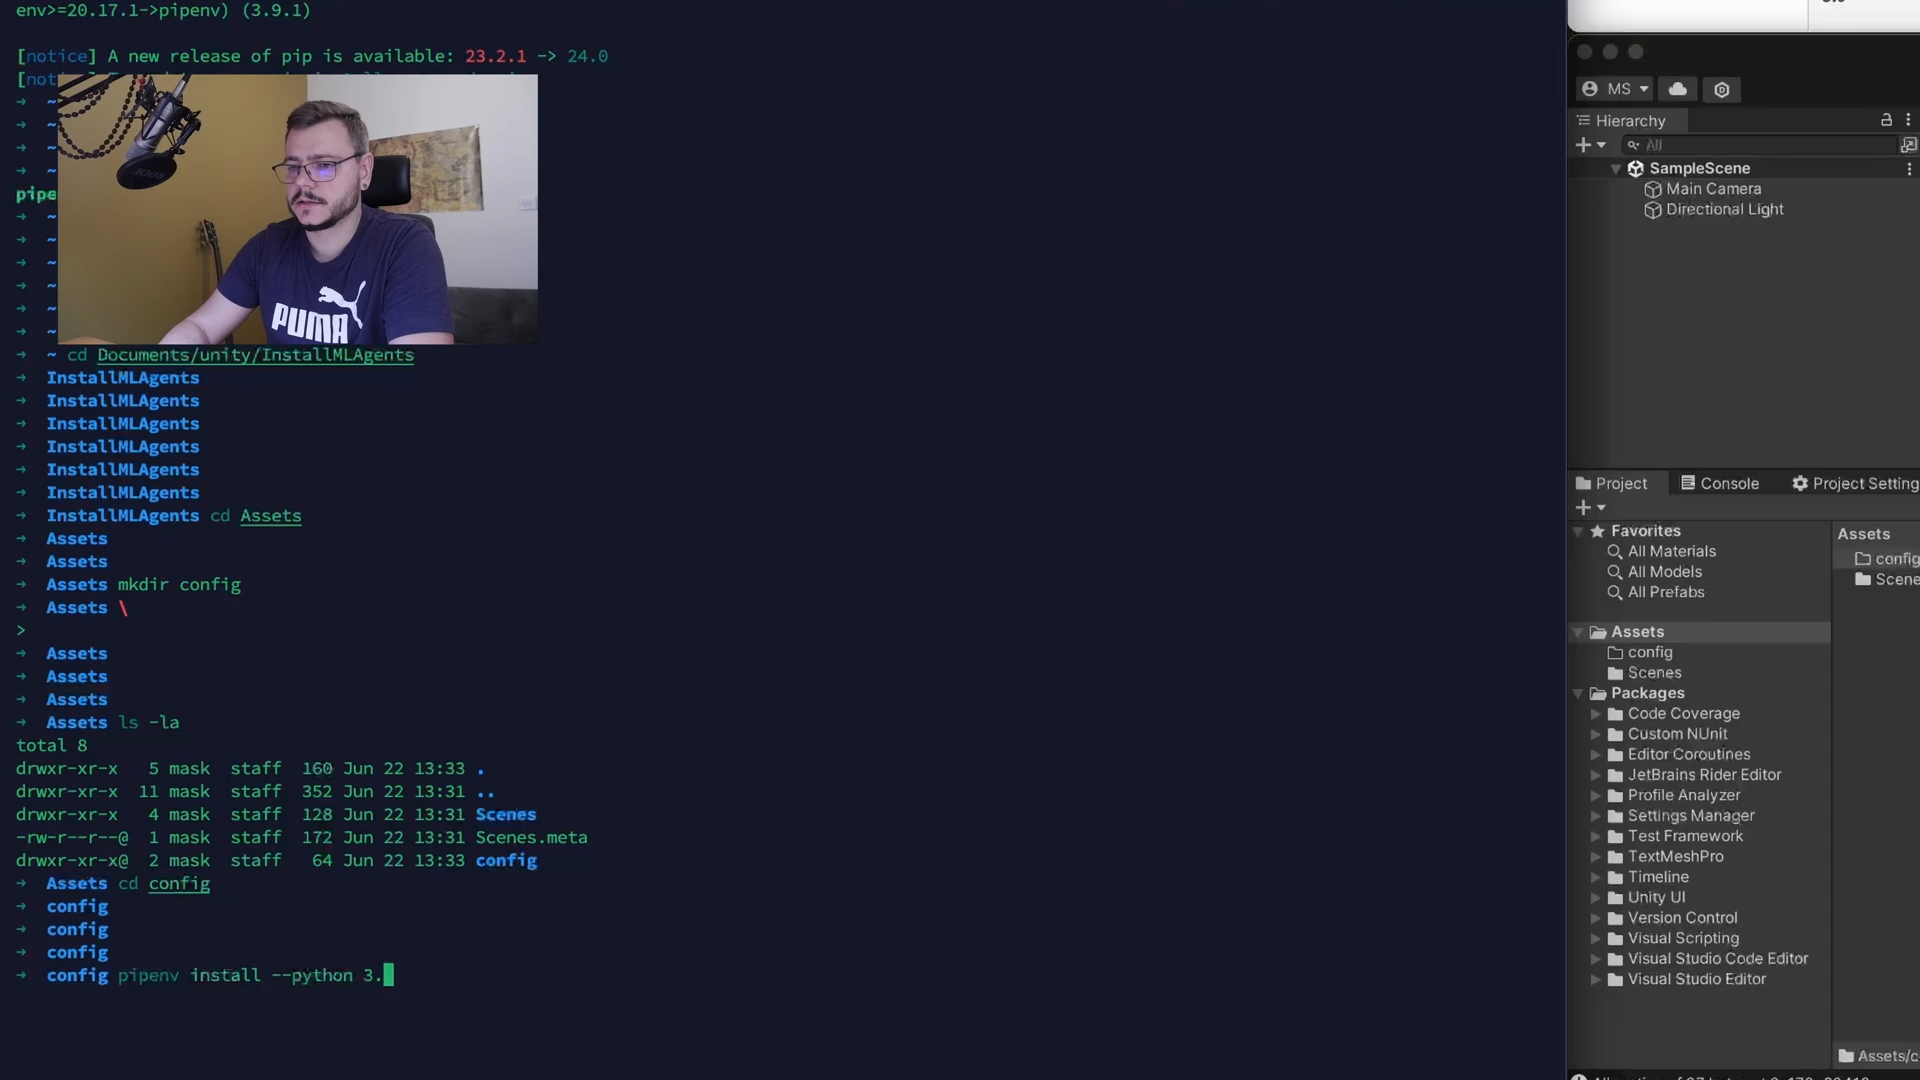 env>=20.17.1->pipenv) (3.9.1)
[notice] A new release of pip is available: 23.2.1 -> 24.0
[not
→ ~
→ ~
→ ~
→ ~
pipe
→ ~
→ ~
→ ~
→ ~
→ ~
→ ~
RODE
PUMA
→ ~ cd Documents/unity/InstallMLAgents
→ InstallMLAgents
→ InstallMLAgents
→ InstallMLAgents
→ InstallMLAgents
→ InstallMLAgents
→ InstallMLAgents
→ InstallMLAgents cd Assets
→ Assets
→ Assets
→ Assets mkdir config
→ Assets \
>
→ Assets
→ Assets
→ Assets
→ Assets ls -la
total 8
drwxr-xr-x 5 mask staff 160 Jun 22 13:33 .
drwxr-xr-x 11 mask staff 352 Jun 22 13:31 ..
drwxr-xr-x 4 mask staff 128 Jun 22 13:31 Scenes
-rw-r--r--@ 1 mask staff 172 Jun 22 13:31 Scenes.meta
drwxr-xr-x@ 2 mask staff 64 Jun 22 13:33 config
→ Assets cd config
→ config
→ config
→ config
→ config pipenv install --python 3.
MS
Hierarchy
All
SampleScene
Main Camera
Directional Light
Project Console Project Setting
Favorites
All Materials
All Models
All Prefabs
Assets
config
Scenes
Packages
Code Coverage
Custom NUnit
Editor Coroutines
JetBrains Rider Editor
Profile Analyzer
Settings Manager
Test Framework
TextMeshPro
Timeline
Unity UI
Version Control
Visual Scripting
Visual Studio Code Editor
Visual Studio Editor
Assets
config
Scene
Assets/c